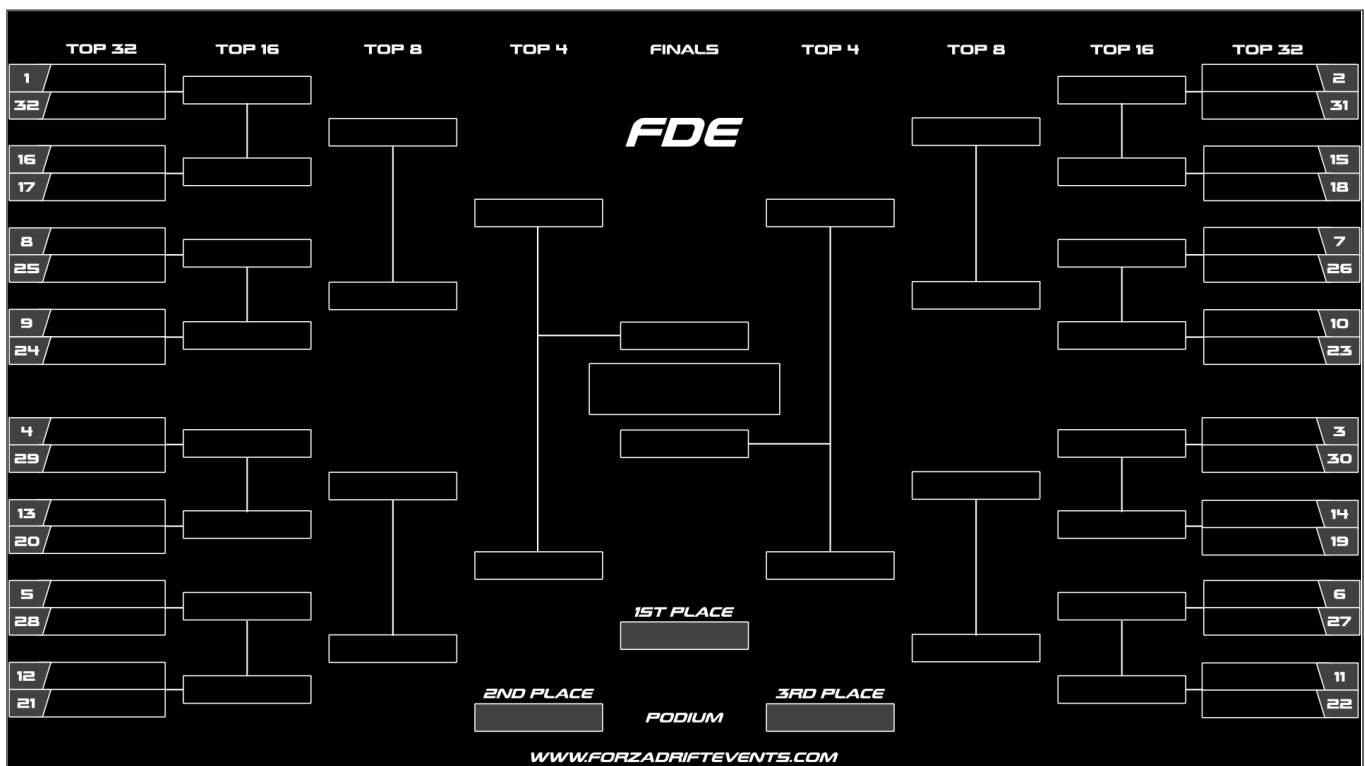 TOP 32 TOP 16 TOP 8 TOP 4 FINALS TOP 4 TOP 8 TOP 16 TOP 32
1 2
32 31
FDE
16 15
17 18
8 7
25 26
9 10
24 23
4 3
29 30
13 14
20 19
5 6
28 27
1ST PLACE
12 11
21 22
2ND PLACE 3RD PLACE
PODIUM
WWW.FORZADRIFTEVENTS.COM